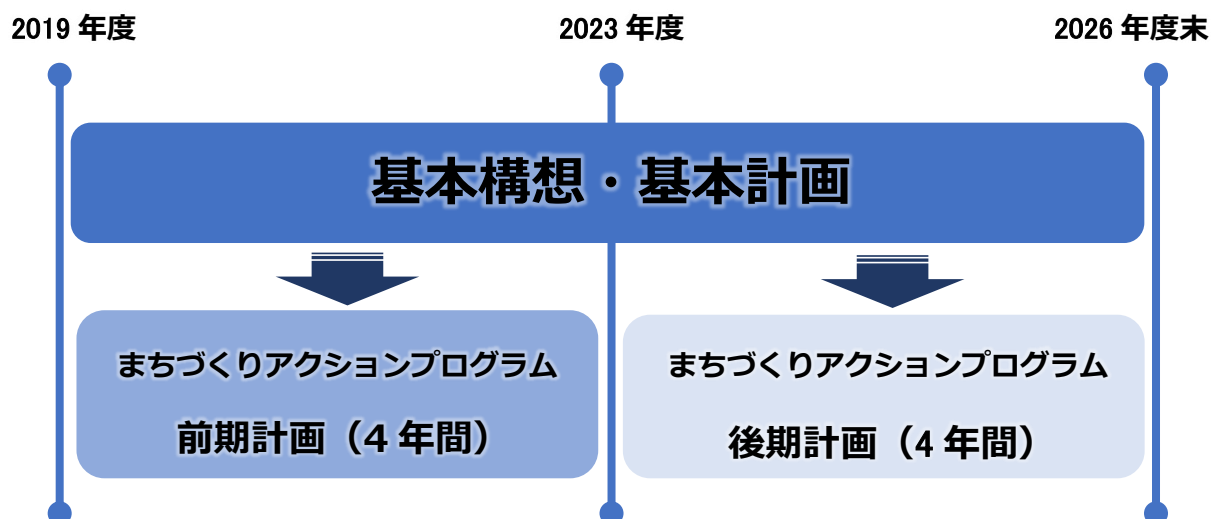 2019 年度
2023 年度
2026 年度末
基本構想・基本計画
まちづくりアクションプログラム
前期計画（４年間）
まちづくりアクションプログラム
後期計画（4 年間）